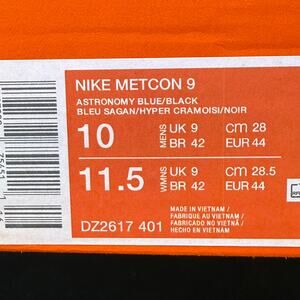 NIKE METCON 9
ASTRONOMY BLUE/BLACK
BLEU SAGAN/HYPER CRAMOISI/NOIR
10 MENS UK 9 CM 28
BR 42 EUR 44
11.5 WMNS UK 9 CM 28.5
BR 42 EUR 44
DZ2617 401
MADE IN VIETNAM /
FABRIQUÉ AU VIETNAM /
FABRICADO NO VIETNÃ /
HECHO EN VIETNAM